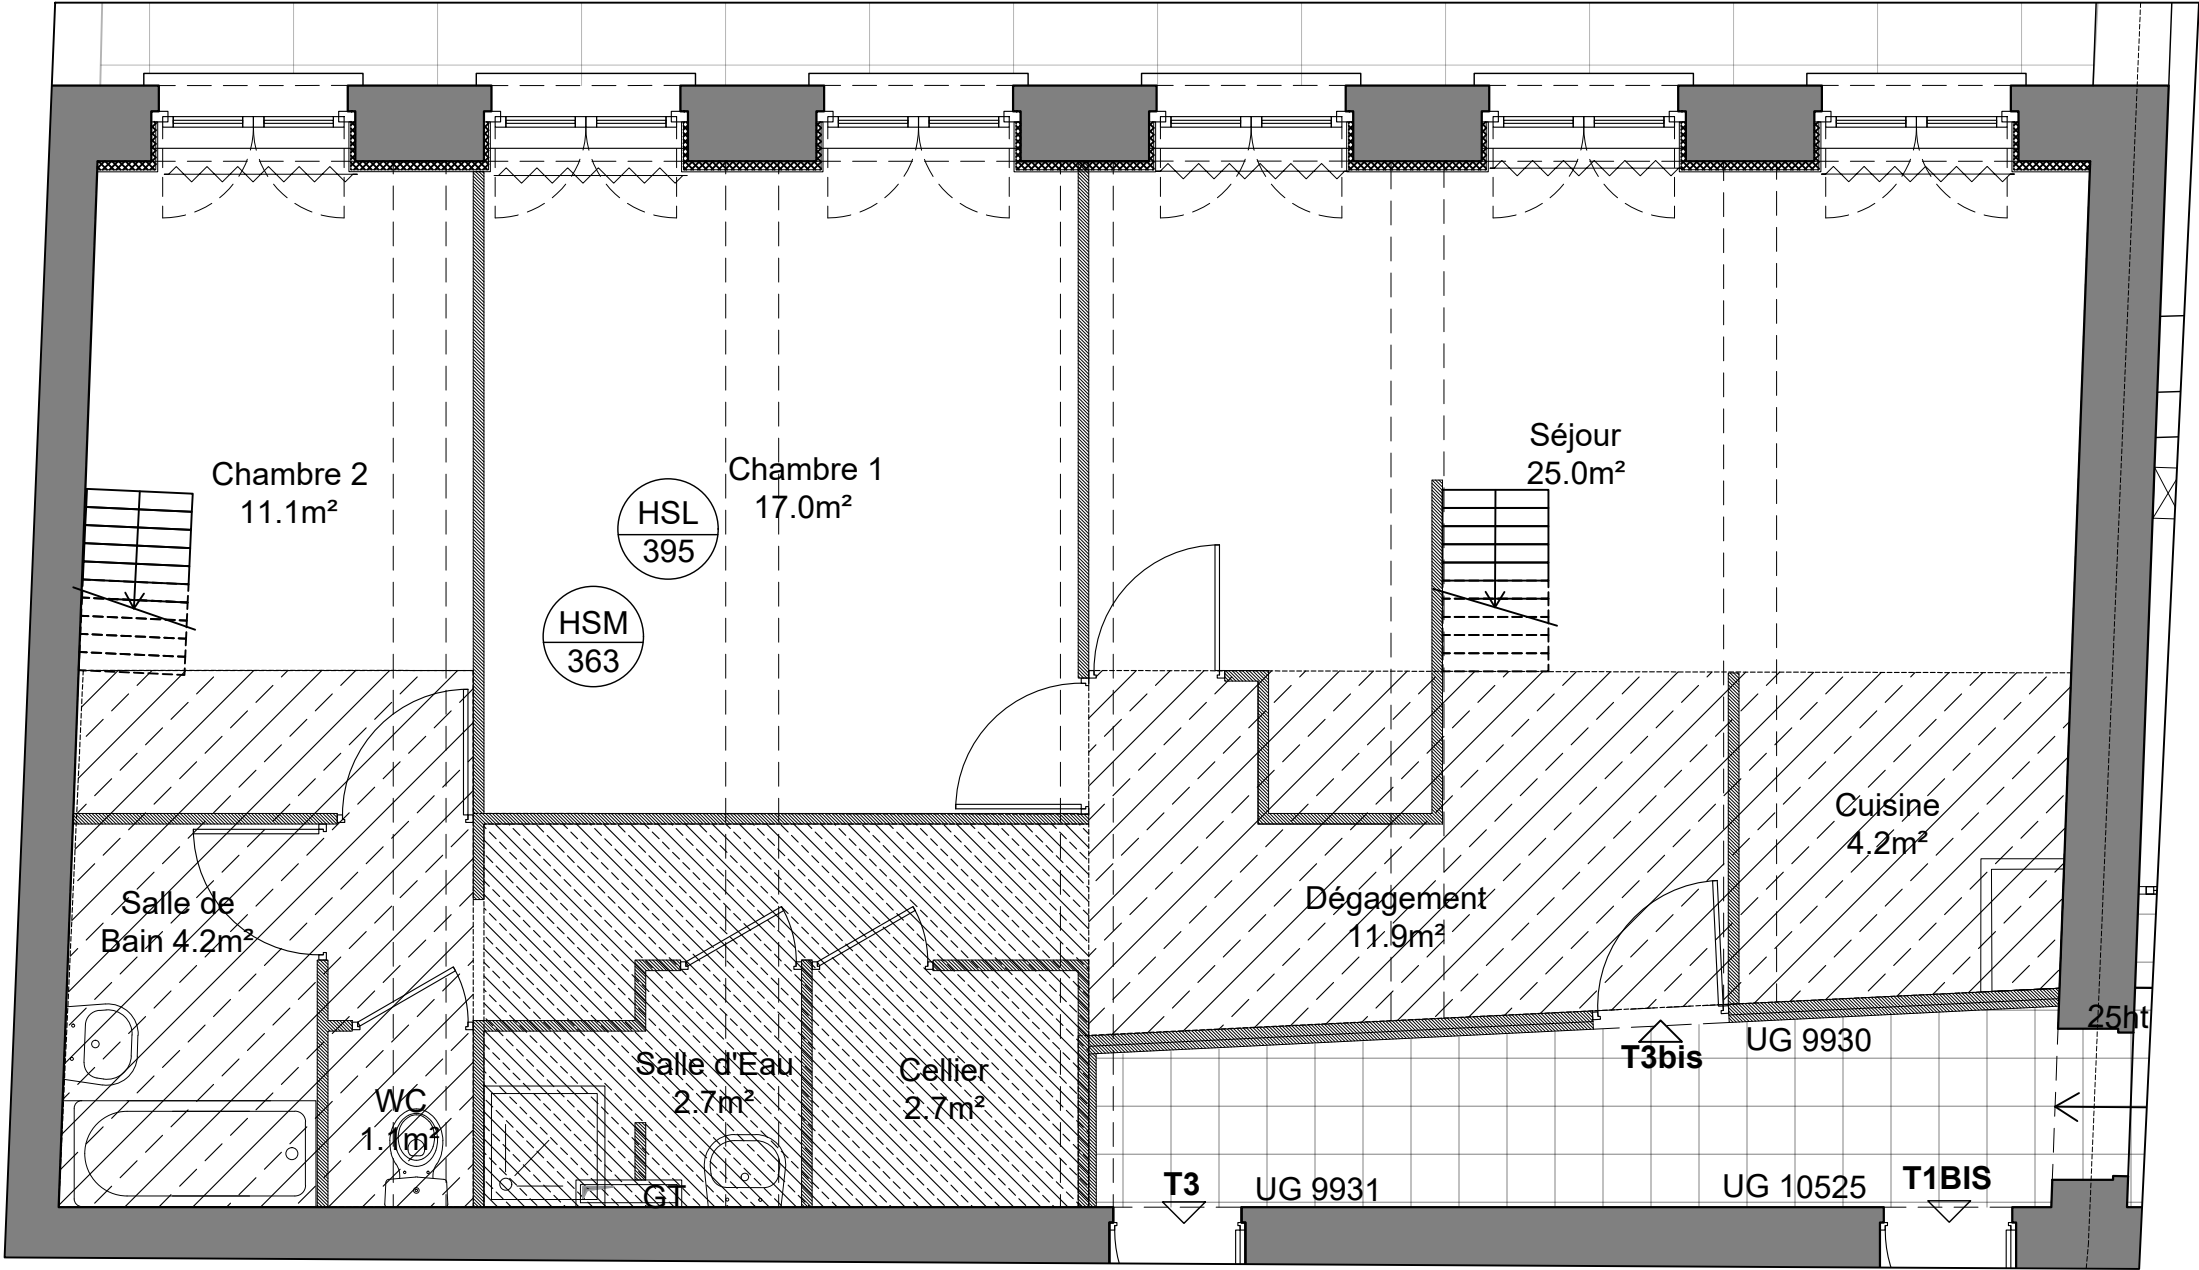 Séjour
25.0m²
Chambre 2
11.1m²
Chambre 1
17.0m²
HSL
395
HSM
363
Cuisine
4.2m²
Dégagement
11.9m²
Salle de
Bain 4.2m²
25ht
T3bis
UG 9930
Salle d'Eau
2.7m²
Cellier
2.7m²
WC
1.1m²
GT
T3
UG 9931
UG 10525
T1BIS